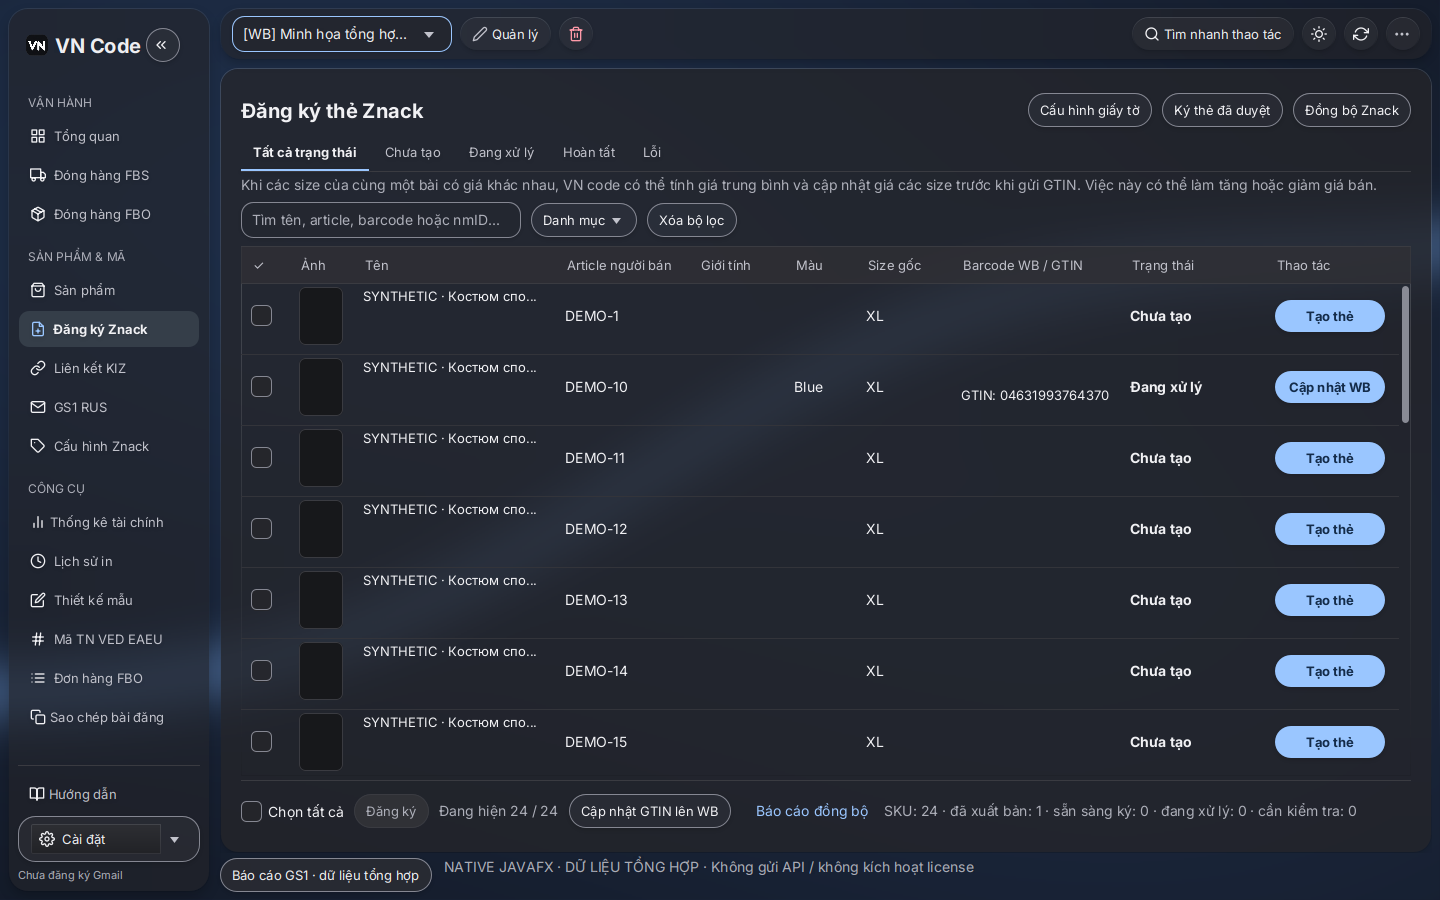 VN Code
VẬN HÀNH
Tổng quan
Đóng hàng FBS
Đóng hàng FBO
SẢN PHẨM & MÃ
Sản phẩm
Đăng ký Znack
Liên kết KIZ
GS1 RUS
Cấu hình Znack
CÔNG CỤ
Thống kê tài chính
Lịch sử in
Thiết kế mẫu
Mã TN VED EAEU
Đơn hàng FBO
Sao chép bài đăng
Hướng dẫn
Cài đặt
Chưa đăng ký Gmail
[WB] Minh họa tổng hợ... Quản lý Tìm nhanh thao tác
Đăng ký thẻ Znack Cấu hình giấy tờ Ký thẻ đã duyệt Đồng bộ Znack
Tất cả trạng thái Chưa tạo Đang xử lý Hoàn tất Lỗi
Khi các size của cùng một bài có giá khác nhau, VN code có thể tính giá trung bình và cập nhật giá các size trước khi gửi GTIN. Việc này có thể làm tăng hoặc giảm giá bán.
Tìm tên, article, barcode hoặc nmID... Danh mục Xóa bộ lọc
✓ Ảnh Tên Article người bán Giới tính Màu Size gốc Barcode WB / GTIN Trạng thái Thao tác
SYNTHETIC · Костюм спо... DEMO-1 XL Chưa tạo Tạo thẻ
SYNTHETIC · Костюм спо... DEMO-10 Blue XL GTIN: 04631993764370 Đang xử lý Cập nhật WB
SYNTHETIC · Костюм спо... DEMO-11 XL Chưa tạo Tạo thẻ
SYNTHETIC · Костюм спо... DEMO-12 XL Chưa tạo Tạo thẻ
SYNTHETIC · Костюм спо... DEMO-13 XL Chưa tạo Tạo thẻ
SYNTHETIC · Костюм спо... DEMO-14 XL Chưa tạo Tạo thẻ
SYNTHETIC · Костюм спо... DEMO-15 XL Chưa tạo Tạo thẻ
Chọn tất cả Đăng ký Đang hiện 24 / 24 Cập nhật GTIN lên WB Báo cáo đồng bộ SKU: 24 · đã xuất bản: 1 · sẵn sàng ký: 0 · đang xử lý: 0 · cần kiểm tra: 0
Báo cáo GS1 · dữ liệu tổng hợp NATIVE JAVAFX · DỮ LIỆU TỔNG HỢP · Không gửi API / không kích hoạt license